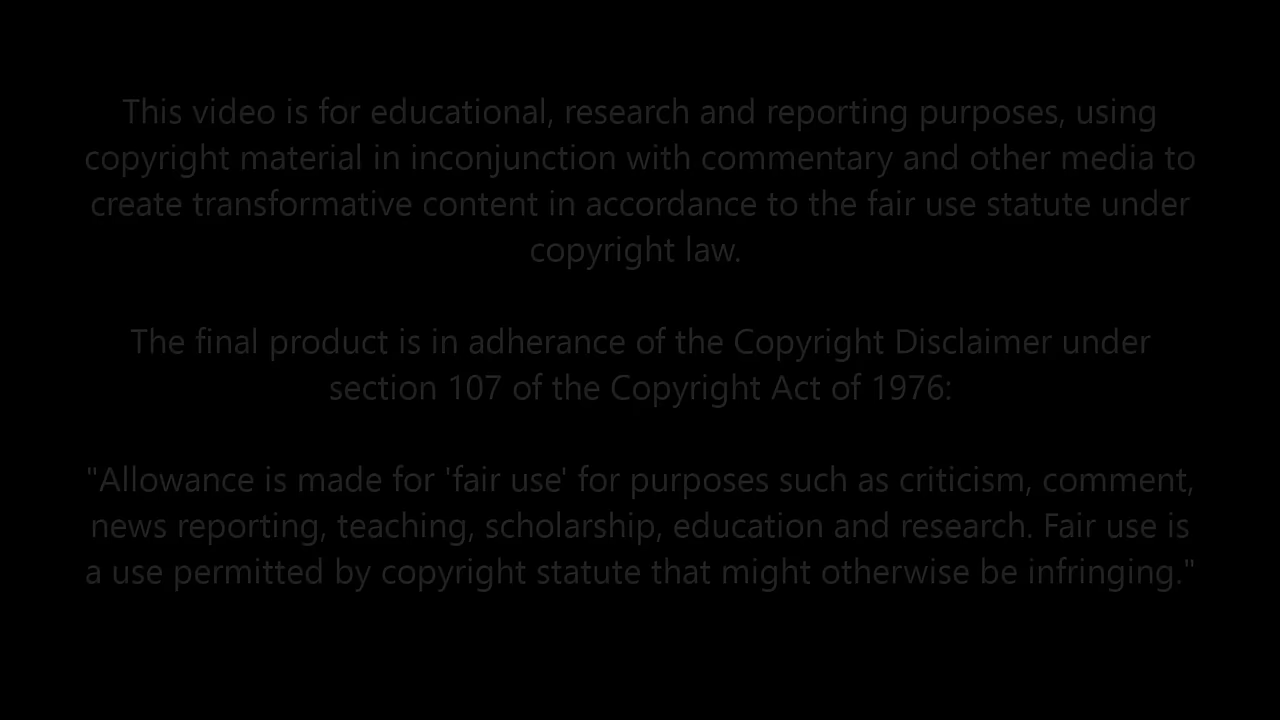 This video is for educational, research and reporting purposes, using
copyright material in inconjunction with commentary and other media to
create transformative content in accordance to the fair use statute under
copyright law.
The final product is in adherance of the Copyright Disclaimer under
section 107 of the Copyright Act of 1976:
"Allowance is made for 'fair use' for purposes such as criticism, comment,
news reporting, teaching, scholarship, education and research. Fair use is
a use permitted by copyright statute that might otherwise be infringing."